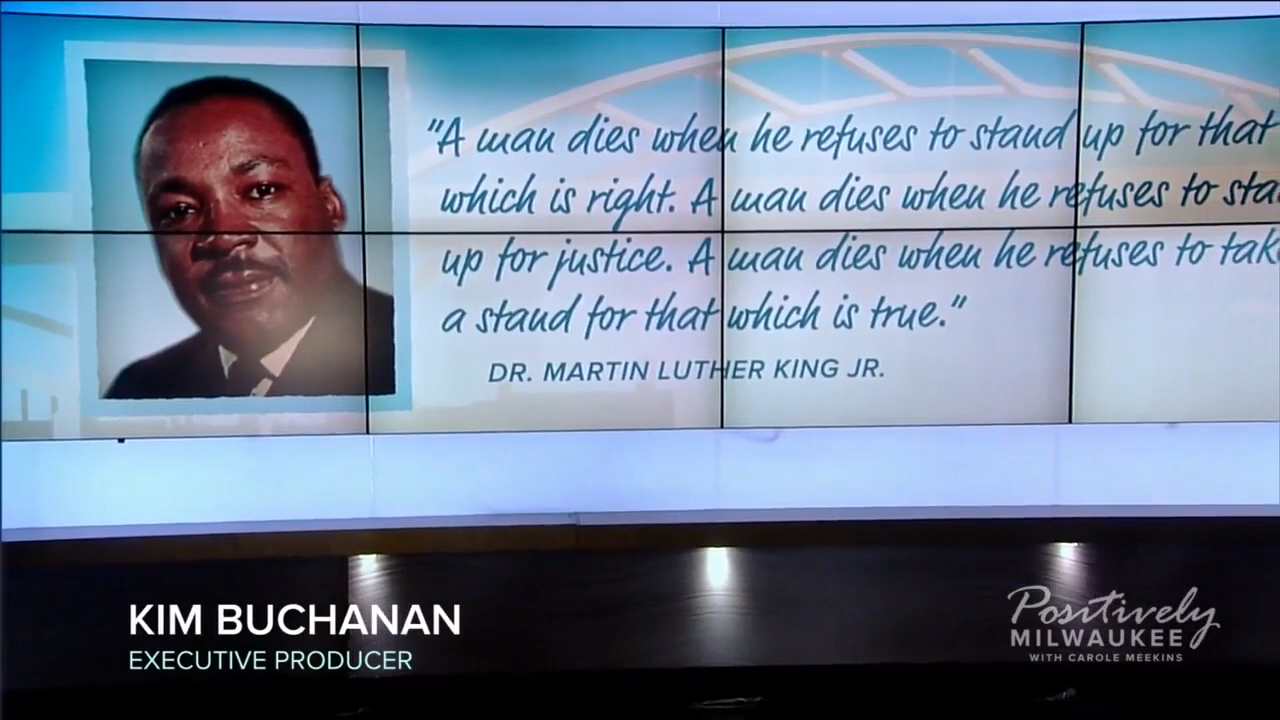 "A man dies when he refuses to stand up for that
which is right. A man dies when he refuses to sta
up for justice. A man dies when he refuses to tak
a stand for that which is true."
DR. MARTIN LUTHER KING JR.
KIM BUCHANAN
EXECUTIVE PRODUCER
Positively
MILWAUKEE
WITH CAROLE MEEKINS